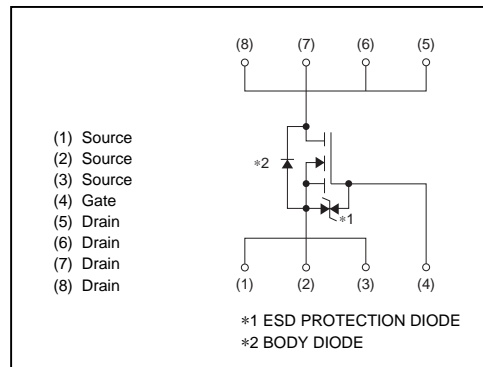 (8) (7) (6) (5)
(1) Source
(2) Source
(3) Source
(4) Gate
(5) Drain
(6) Drain
(7) Drain
(8) Drain
∗2
∗1
(1) (2) (3) (4)
∗1 ESD PROTECTION DIODE
∗2 BODY DIODE